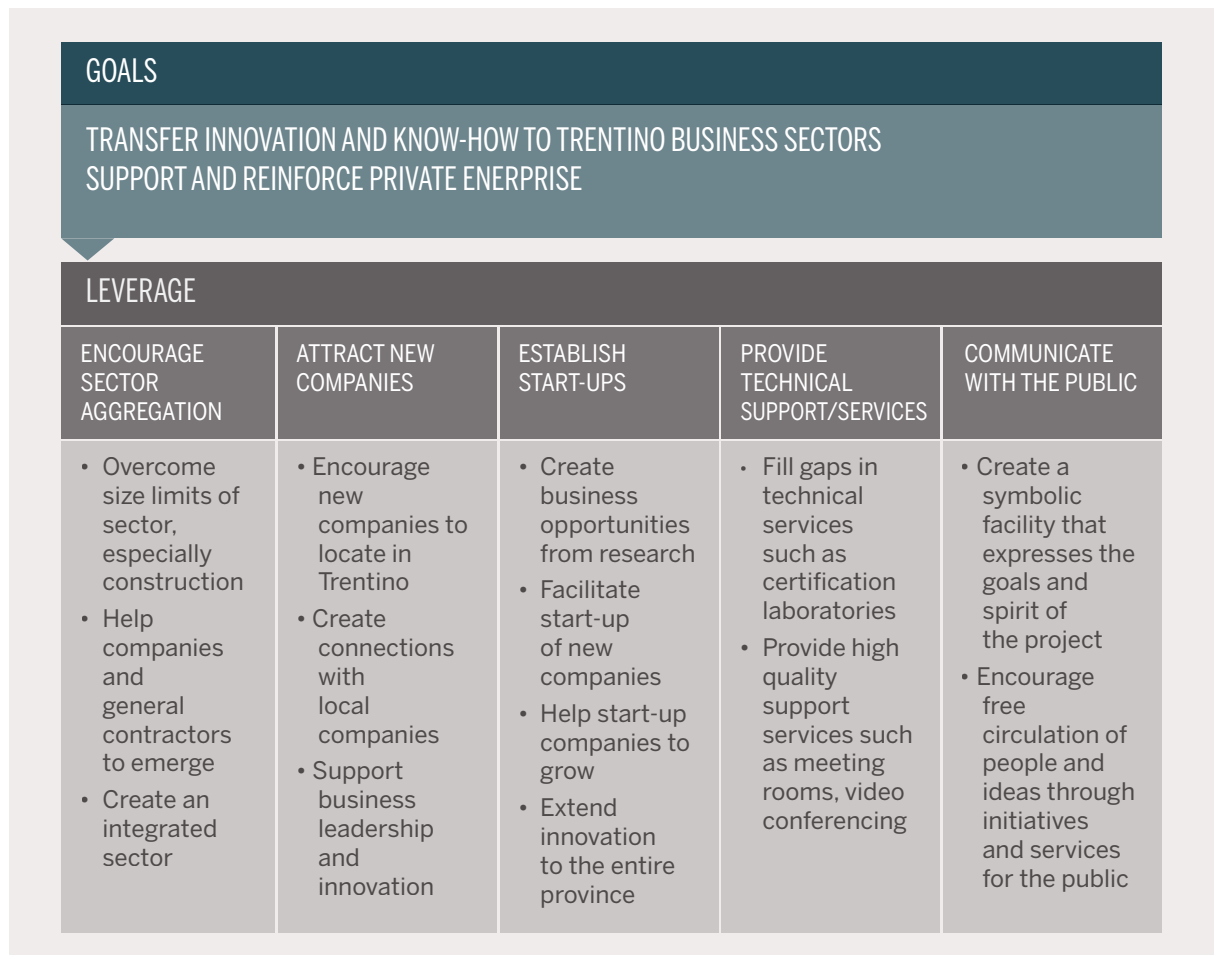 GOALS
TRANSFER INNOVATION AND KNOW-HOW TO TRENTINO BUSINESS SECTORS
SUPPORT AND REINFORCE PRIVATE ENERPRISE
LEVERAGE
ENCOURAGE
SECTOR
AGGREGATION
• Overcome
size limits of
sector,
especially
construction
• Help
companies
and
general
contractors
to emerge
• Create an
integrated
sector
ATTRACT NEW
COMPANIES
• Encourage
new
companies to
locate in
Trentino
• Create
connections
with
local
companies
• Support
business
leadership
and
innovation
ESTABLISH
START-UPS
• Create
business
opportunities
from research
• Facilitate
start-up
of new
companies
• Help start-up
companies to
grow
• Extend
innovation
to the entire
province
PROVIDE
TECHNICAL
SUPPORT/SERVICES
• Fill gaps in
technical
services
such as
certification
laboratories
• Provide high
quality
support
services such
as meeting
rooms, video
conferencing
COMMUNICATE
WITH THE PUBLIC
• Create a
symbolic
facility that
expresses the
goals and
spirit of
the project
• Encourage
free
circulation of
people and
ideas through
initiatives
and services
for the public